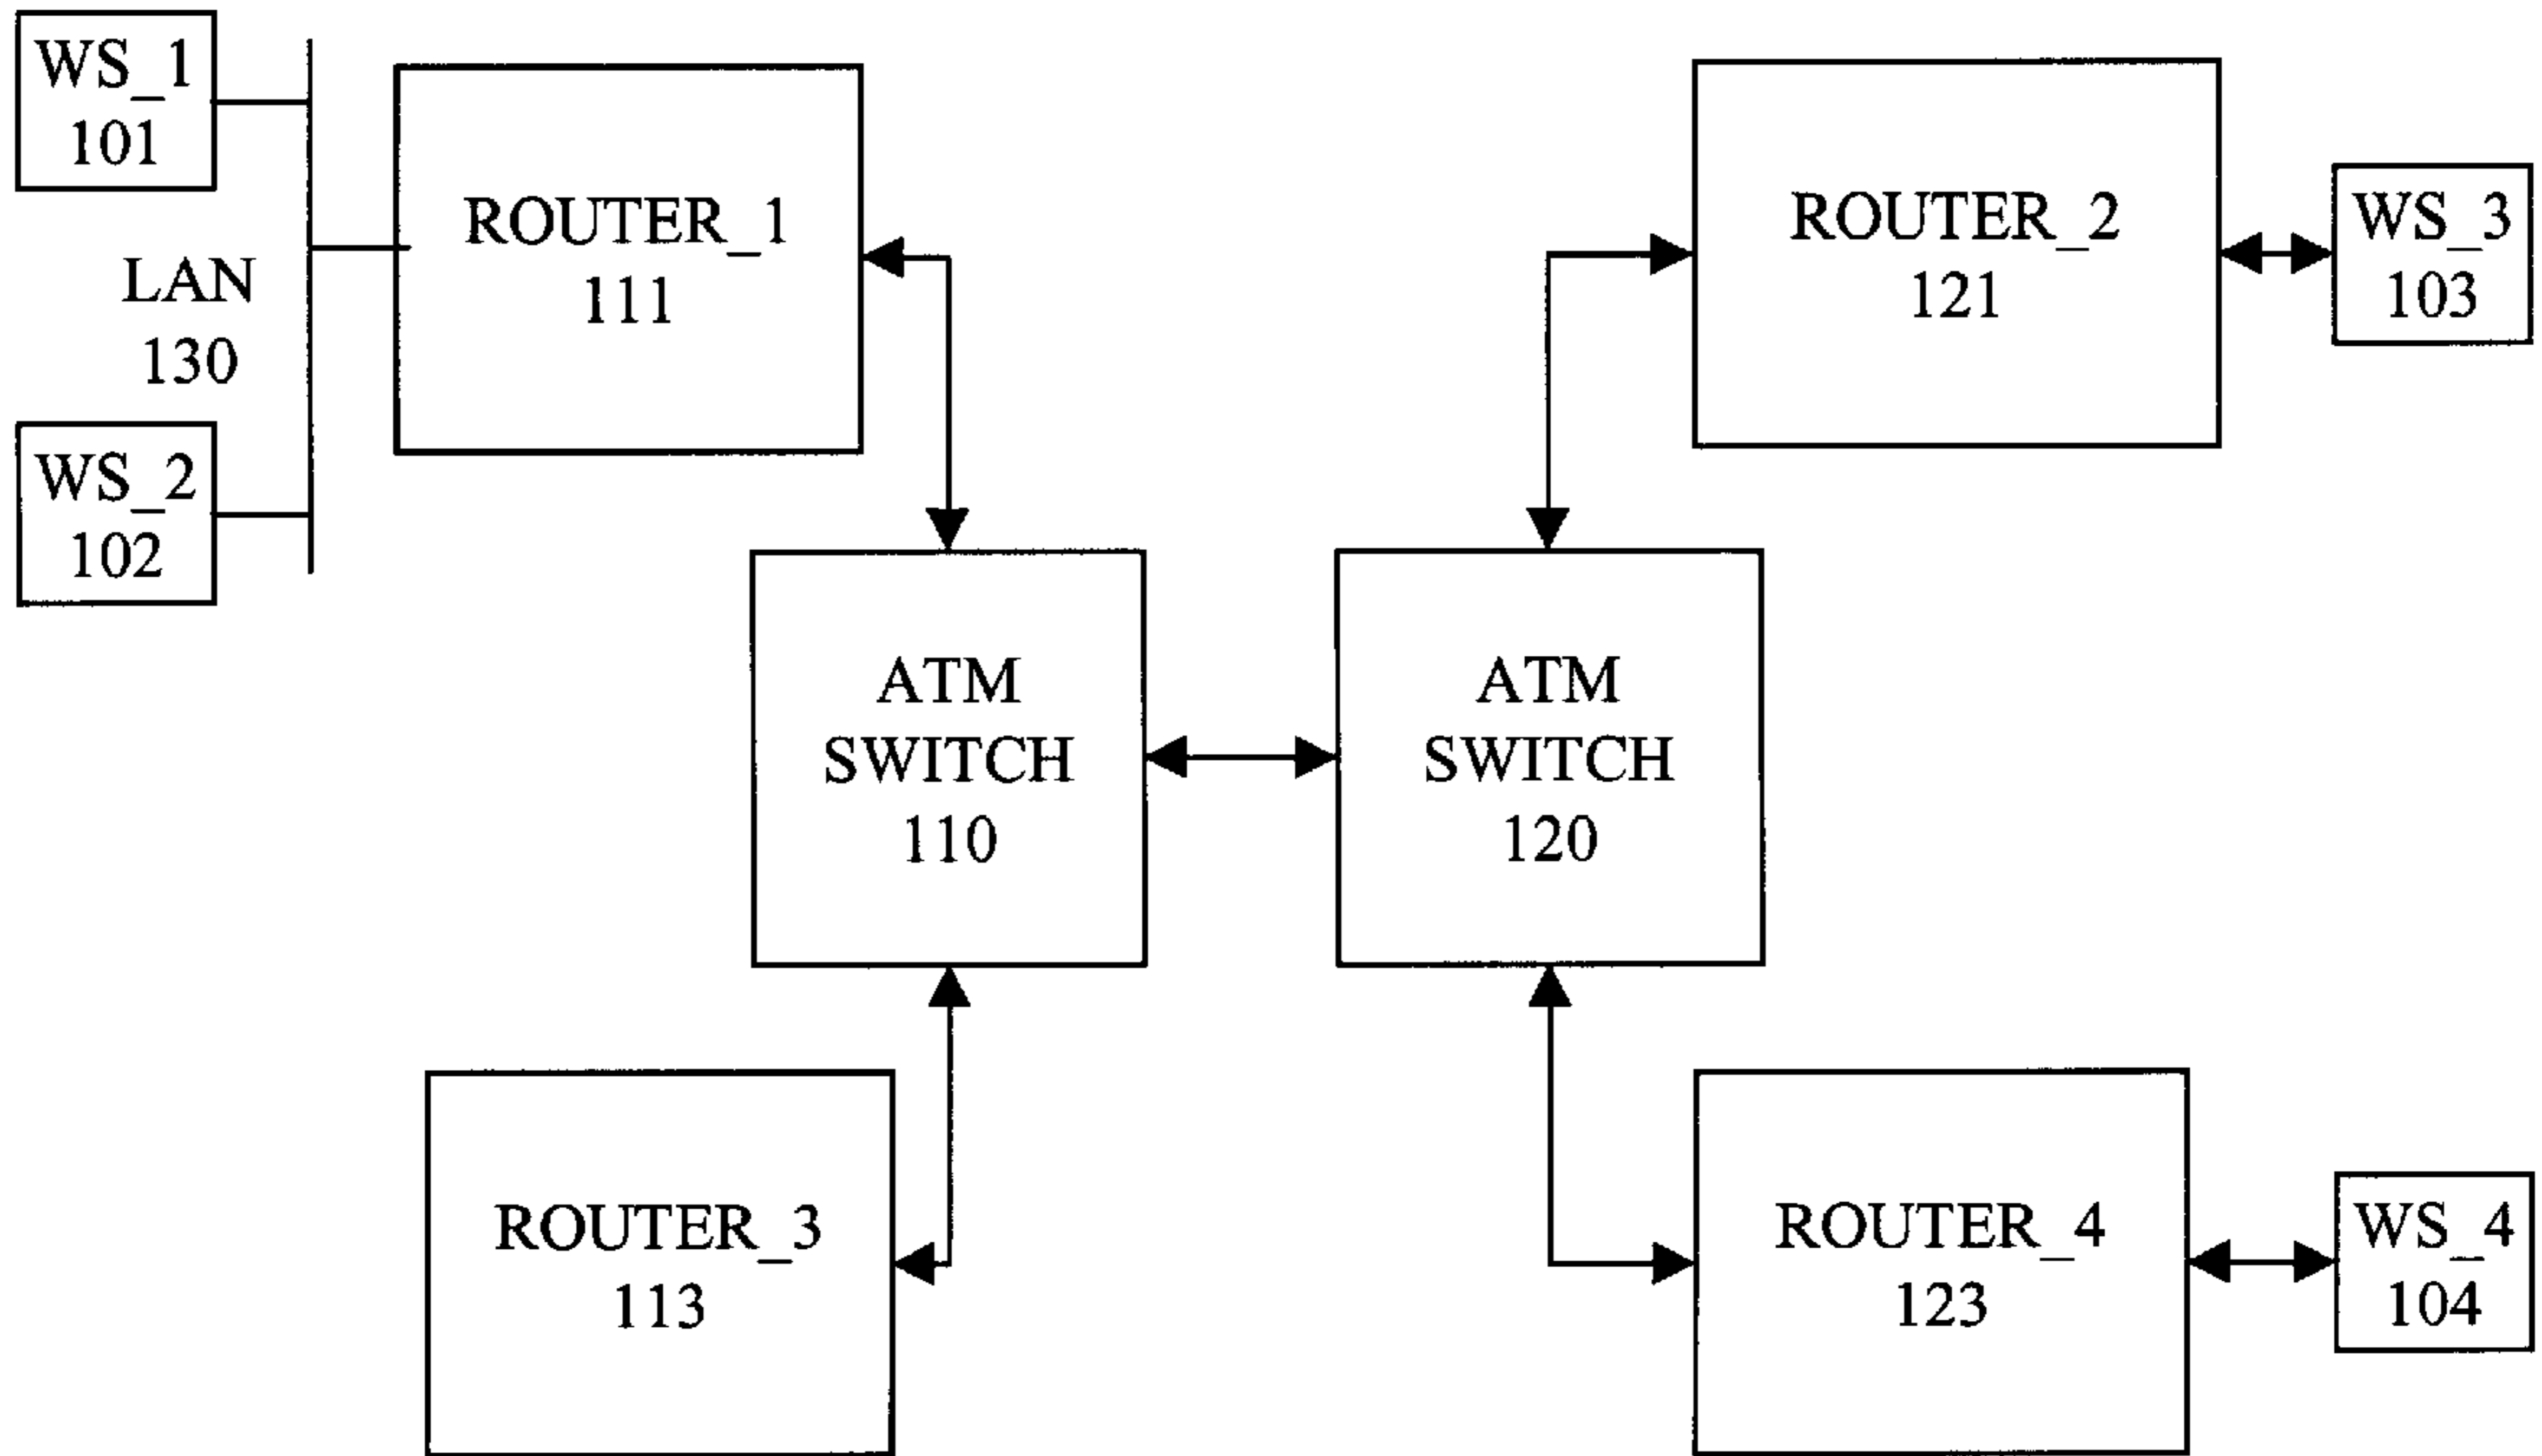 WS_1
101
ROUTER_1
111
LAN
130
WS_2
102
ROUTER_2
121
WS_3
103
ATM
SWITCH
110
ATM
SWITCH
120
ROUTER_3
113
ROUTER_4
123
WS_4
104